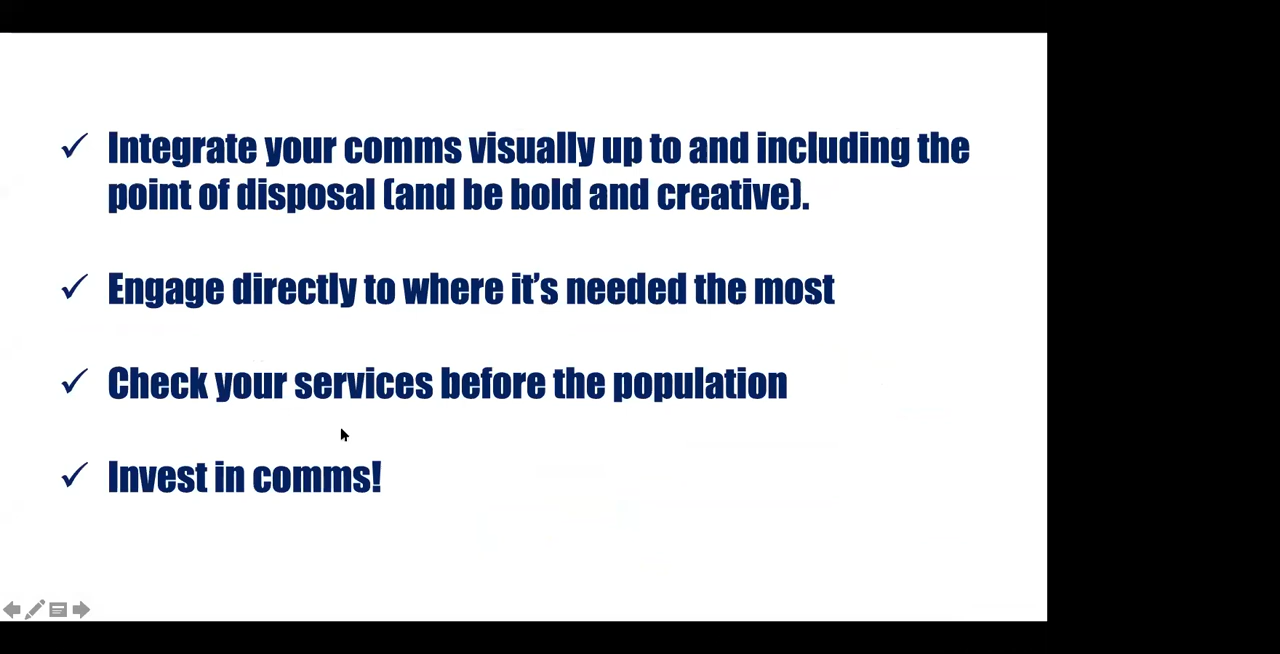 ✓ Integrate your comms visually up to and including the
point of disposal (and be bold and creative).
✓ Engage directly to where it’s needed the most
✓ Check your services before the population
✓ Invest in comms!